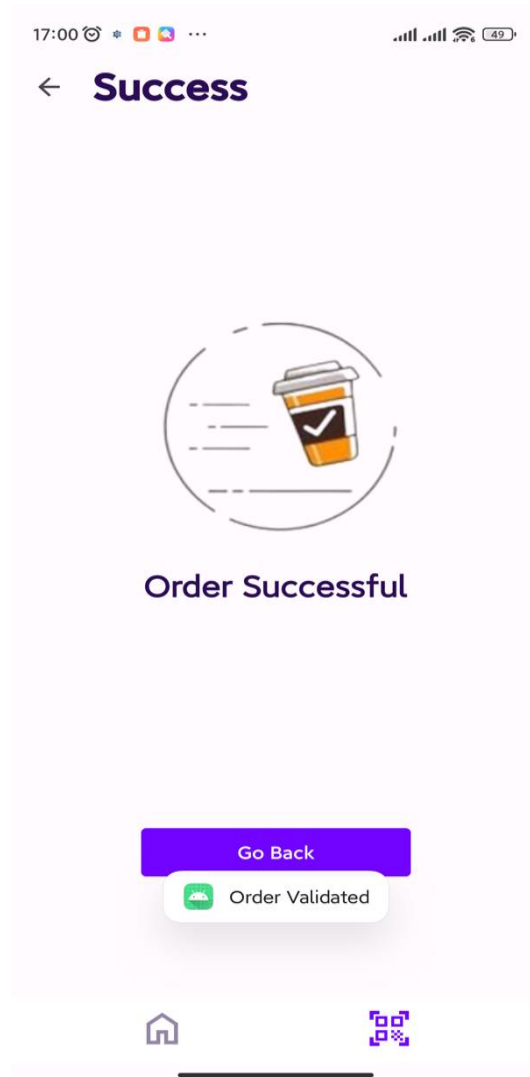 17:00
49
Success
Order Successful
Go Back
Order Validated